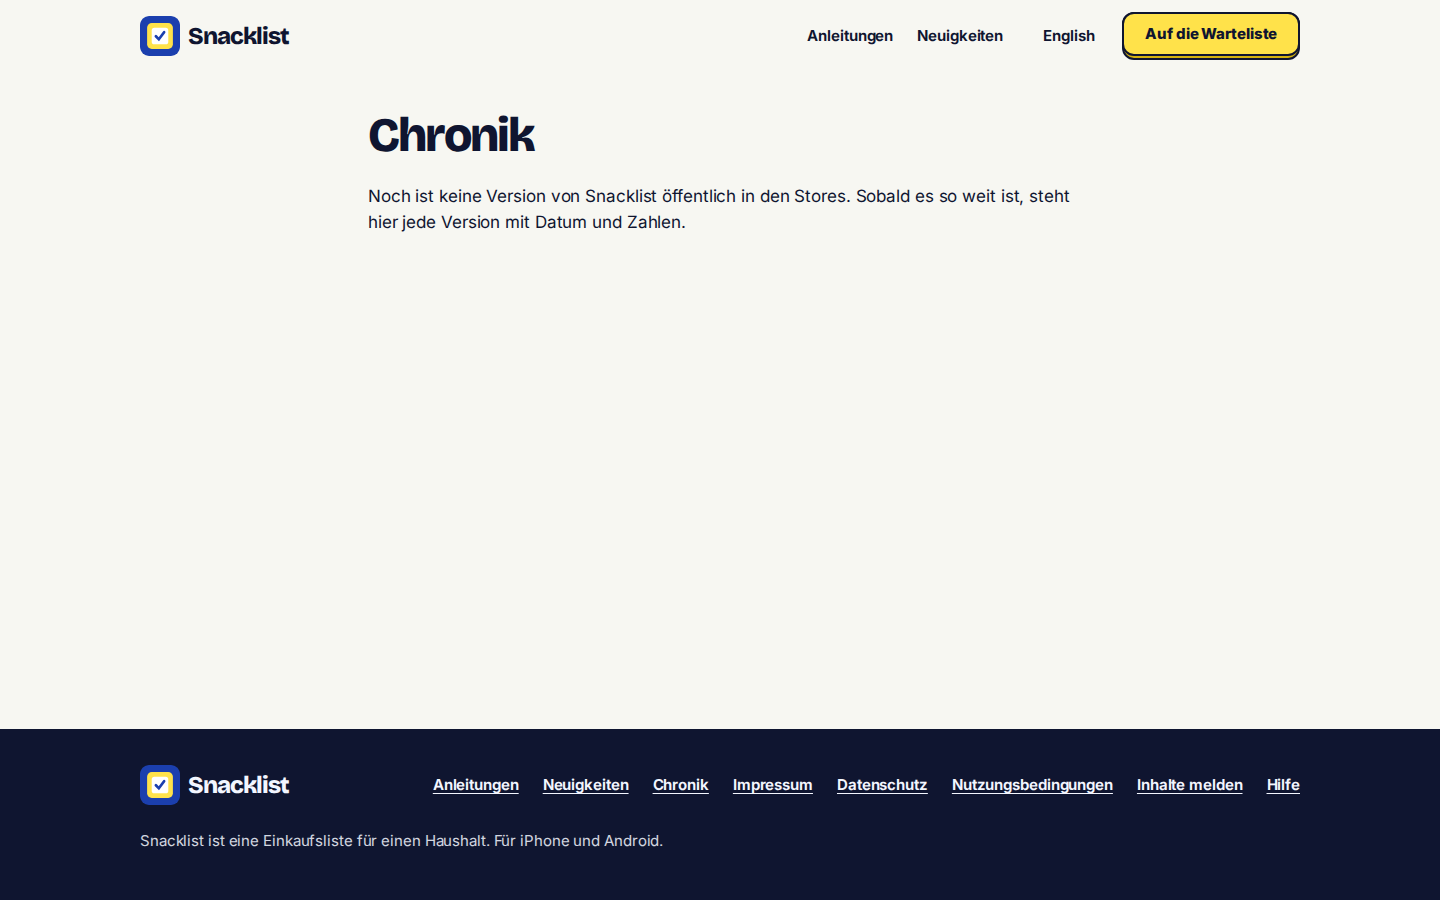 Snacklist
Anleitungen Neuigkeiten English Auf die Warteliste
Chronik
Noch ist keine Version von Snacklist öffentlich in den Stores. Sobald es so weit ist, steht
hier jede Version mit Datum und Zahlen.
Snacklist
Anleitungen Neuigkeiten Chronik Impressum Datenschutz Nutzungsbedingungen Inhalte melden Hilfe
Snacklist ist eine Einkaufsliste für einen Haushalt. Für iPhone und Android.